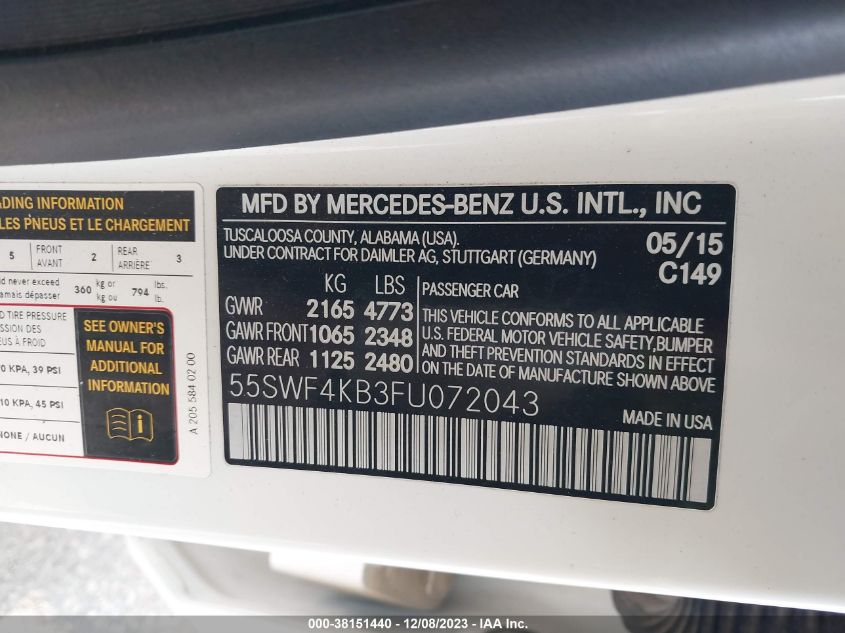 ADING INFORMATION
LES PNEUS ET LE CHARGEMENT
5 FRONT AVANT 2 REAR ARRIÈRE 3
never exceed
amais dépasser 360 kg or kg ou 794 lbs. lb.
TIRE PRESSURE
SSION DES
À FROID
KPA, 39 PSI
10 KPA, 45 PSI
NONE / AUCUN
SEE OWNER'S
MANUAL FOR
ADDITIONAL
INFORMATION
A 205 584 02 00
MFD BY MERCEDES-BENZ U.S. INTL., INC
TUSCALOOSA COUNTY, ALABAMA (USA). 05/15
UNDER CONTRACT FOR DAIMLER AG, STUTTGART (GERMANY) C149
KG LBS
GWR 2165 4773
GAWR FRONT 1065 2348
GAWR REAR 1125 2480
PASSENGER CAR
THIS VEHICLE CONFORMS TO ALL APPLICABLE
U.S. FEDERAL MOTOR VEHICLE SAFETY,BUMPER
AND THEFT PREVENTION STANDARDS IN EFFECT
ON THE DATE OF MANUFACTURE SHOWN ABOVE.
55SWF4KB3FU072043
MADE IN USA
000-38151440 - 12/08/2023 - IAA Inc.